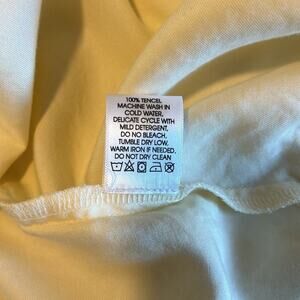 100% TENCEL
MACHINE WASH IN
COLD WATER,
DELICATE CYCLE WITH
MILD DETERGENT,
DO NO BLEACH.
TUMBLE DRY LOW.
WARM IRON IF NEEDED.
DO NOT DRY CLEAN